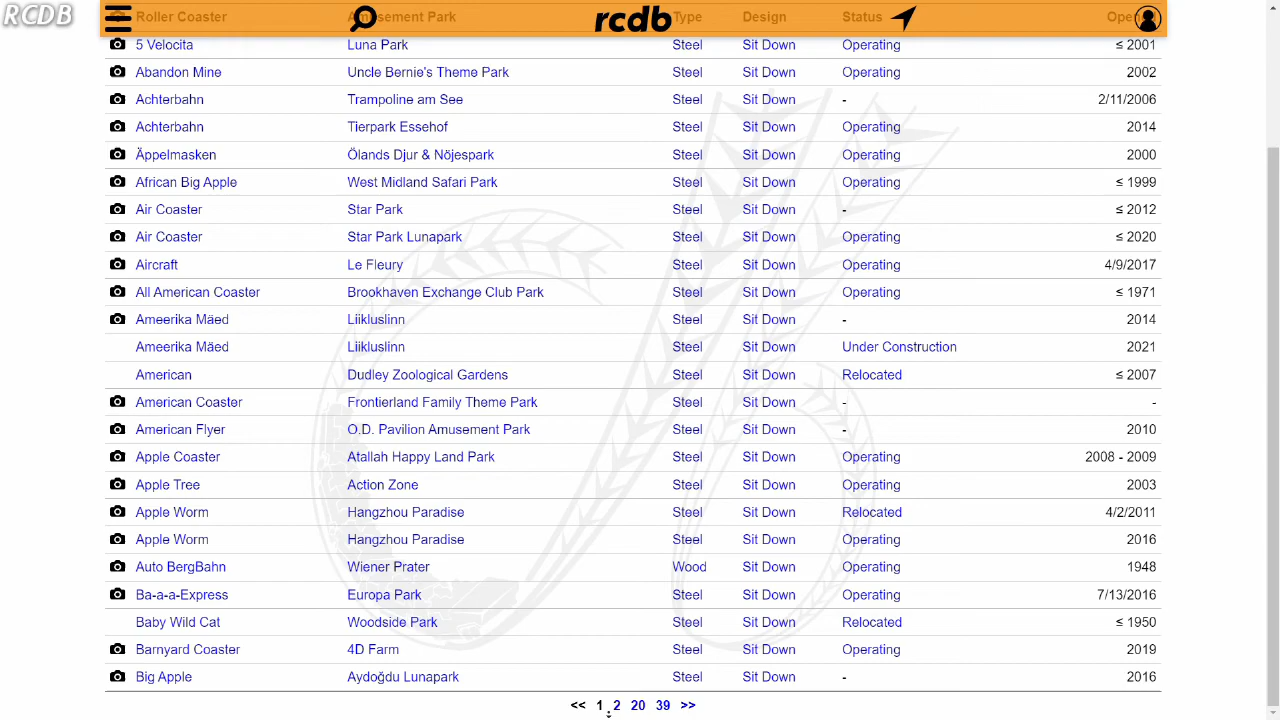 RCDB
Roller Coaster Amusement Park rcdb Type Design Status Opened
5 Velocita Luna Park Steel Sit Down Operating ≤ 2001
Abandon Mine Uncle Bernie's Theme Park Steel Sit Down Operating 2002
Achterbahn Trampoline am See Steel Sit Down - 2/11/2006
Achterbahn Tierpark Essehof Steel Sit Down Operating 2014
Äppelmasken Ölands Djur & Nöjespark Steel Sit Down Operating 2000
African Big Apple West Midland Safari Park Steel Sit Down Operating ≤ 1999
Air Coaster Star Park Steel Sit Down - ≤ 2012
Air Coaster Star Park Lunapark Steel Sit Down Operating ≤ 2020
Aircraft Le Fleury Steel Sit Down Operating 4/9/2017
All American Coaster Brookhaven Exchange Club Park Steel Sit Down Operating ≤ 1971
Ameerika Mäed Liikluslinn Steel Sit Down - 2014
Ameerika Mäed Liikluslinn Steel Sit Down Under Construction 2021
American Dudley Zoological Gardens Steel Sit Down Relocated ≤ 2007
American Coaster Frontierland Family Theme Park Steel Sit Down - -
American Flyer O.D. Pavilion Amusement Park Steel Sit Down - 2010
Apple Coaster Atallah Happy Land Park Steel Sit Down Operating 2008 - 2009
Apple Tree Action Zone Steel Sit Down Operating 2003
Apple Worm Hangzhou Paradise Steel Sit Down Relocated 4/2/2011
Apple Worm Hangzhou Paradise Steel Sit Down Operating 2016
Auto BergBahn Wiener Prater Wood Sit Down Operating 1948
Ba-a-a-Express Europa Park Steel Sit Down Operating 7/13/2016
Baby Wild Cat Woodside Park Steel Sit Down Relocated ≤ 1950
Barnyard Coaster 4D Farm Steel Sit Down Operating 2019
Big Apple Aydoğdu Lunapark Steel Sit Down - 2016
<< 1 2 20 39 >>